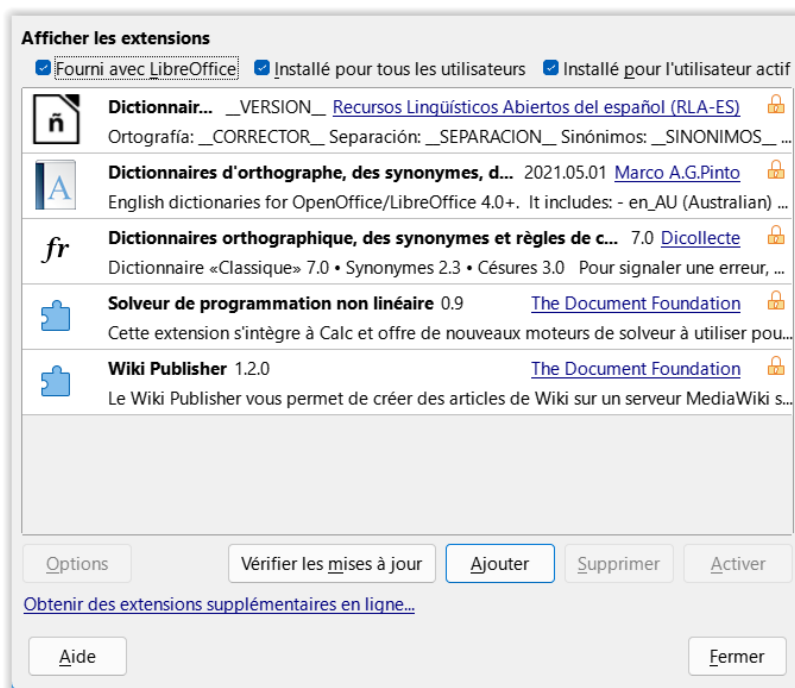 Afficher les extensions
Fourni avec LibreOffice Installé pour tous les utilisateurs Installé pour l'utilisateur actif
ñ Dictionnair... __VERSION__ Recursos Lingüísticos Abiertos del español (RLA-ES)
Ortografía: __CORRECTOR__ Separación: __SEPARACION__ Sinónimos: __SINONIMOS__ ...
A Dictionnaires d'orthographe, des synonymes, d... 2021.05.01 Marco A.G.Pinto
English dictionaries for OpenOffice/LibreOffice 4.0+. It includes: - en_AU (Australian) ...
fr Dictionnaires orthographique, des synonymes et règles de c... 7.0 Dicollecte
Dictionnaire «Classique» 7.0 • Synonymes 2.3 • Césures 3.0 Pour signaler une erreur, ...
Solveur de programmation non linéaire 0.9 The Document Foundation
Cette extension s'intègre à Calc et offre de nouveaux moteurs de solveur à utiliser pou...
Wiki Publisher 1.2.0 The Document Foundation
Le Wiki Publisher vous permet de créer des articles de Wiki sur un serveur MediaWiki s...
Options Vérifier les mises à jour Ajouter Supprimer Activer
Obtenir des extensions supplémentaires en ligne...
Aide Fermer